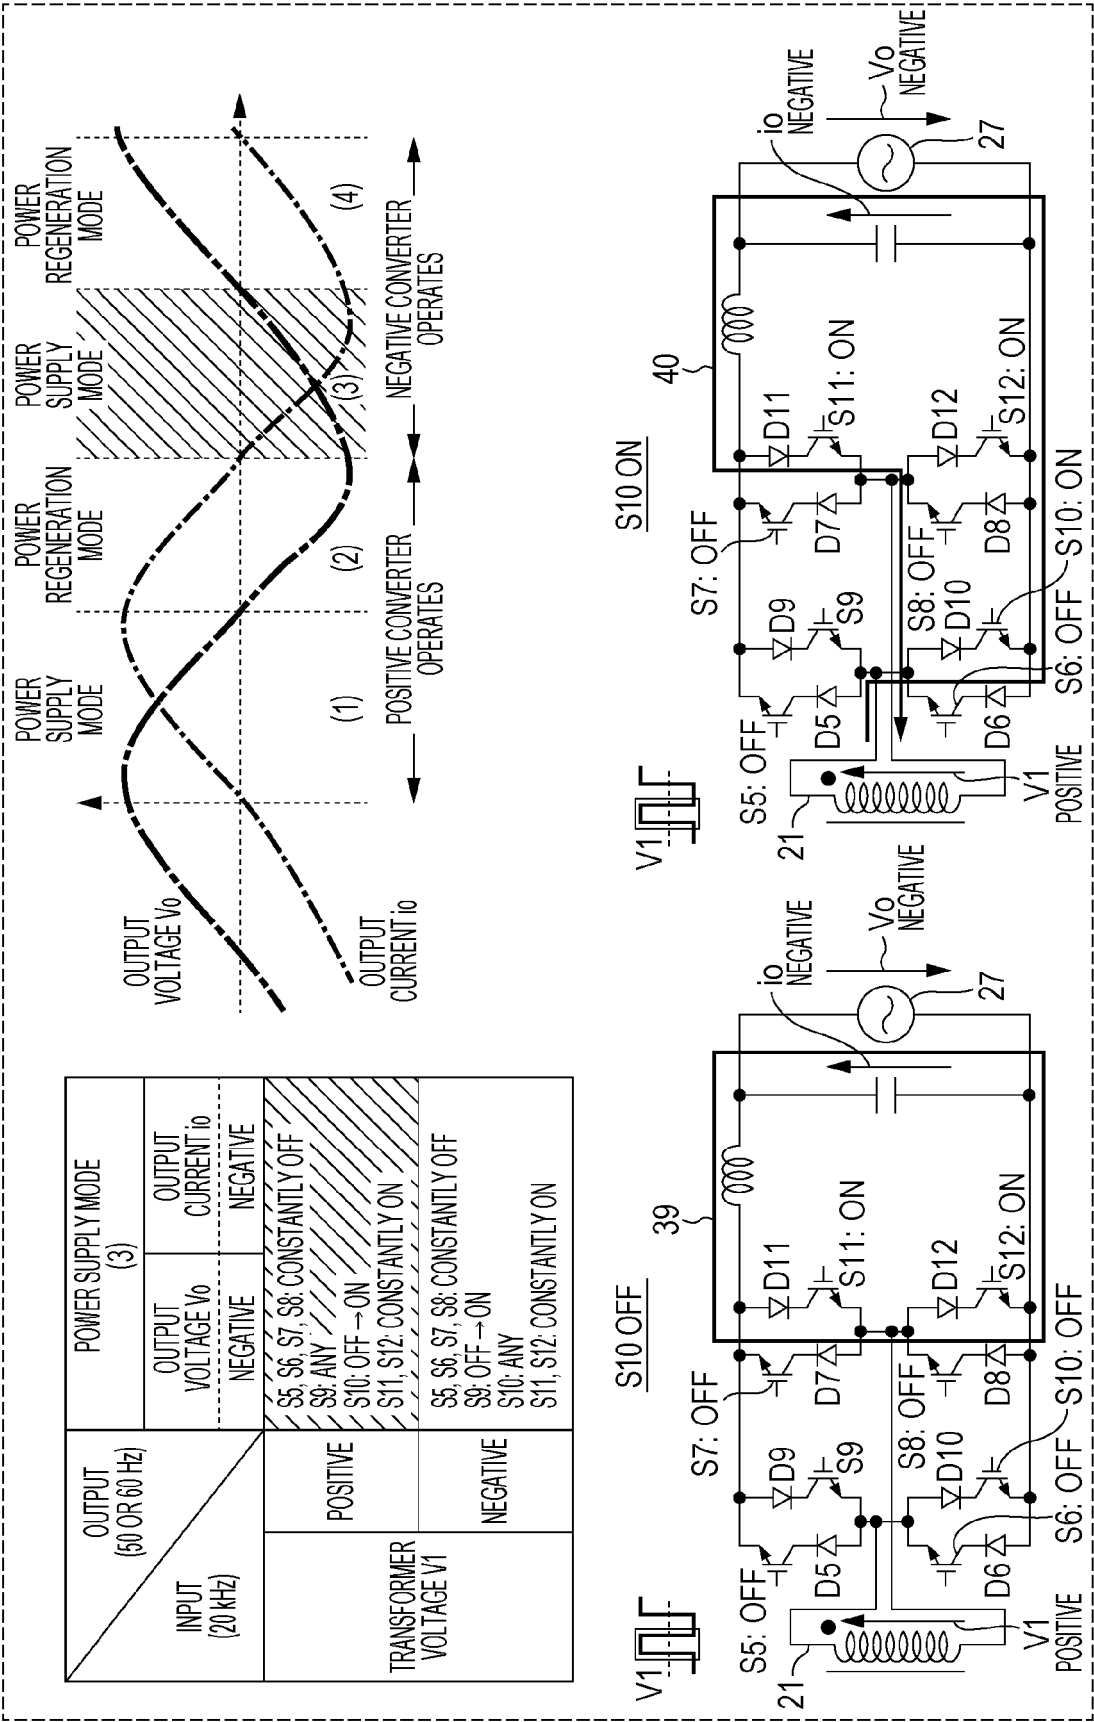 OUTPUT
(50 OR 60 Hz)
INPUT
(20 kHz)
POWER SUPPLY MODE
(3)
OUTPUT
VOLTAGE Vo
OUTPUT
CURRENT io
NEGATIVE
NEGATIVE
TRANSFORMER
VOLTAGE V1
POSITIVE
S5, S6, S7, S8: CONSTANTLY OFF
S9: ANY
S10: OFF→ON
S11, S12: CONSTANTLY ON
NEGATIVE
S5, S6, S7, S8: CONSTANTLY OFF
S9: OFF→ON
S10: ANY
S11, S12: CONSTANTLY ON
OUTPUT
VOLTAGE Vo
OUTPUT
CURRENT io
POWER
SUPPLY
MODE
POWER
REGENERATION
MODE
POWER
SUPPLY
MODE
POWER
REGENERATION
MODE
(1)
(2)
(3)
(4)
POSITIVE CONVERTER
OPERATES
NEGATIVE CONVERTER
OPERATES
S10 OFF
V1
39
S7: OFF
S5: OFF
D9
D11
21
D5
S9
D7
S11: ON
io
NEGATIVE
Vo
NEGATIVE
S8: OFF
D10
D12
D6
D8
S12: ON
27
V1
POSITIVE
S6: OFF
S10: OFF
S10 ON
V1
40
S7: OFF
S5: OFF
D9
D11
21
D5
S9
D7
S11: ON
io
NEGATIVE
Vo
NEGATIVE
S8: OFF
D10
D12
D6
D8
S12: ON
27
V1
POSITIVE
S6: OFF
S10: ON